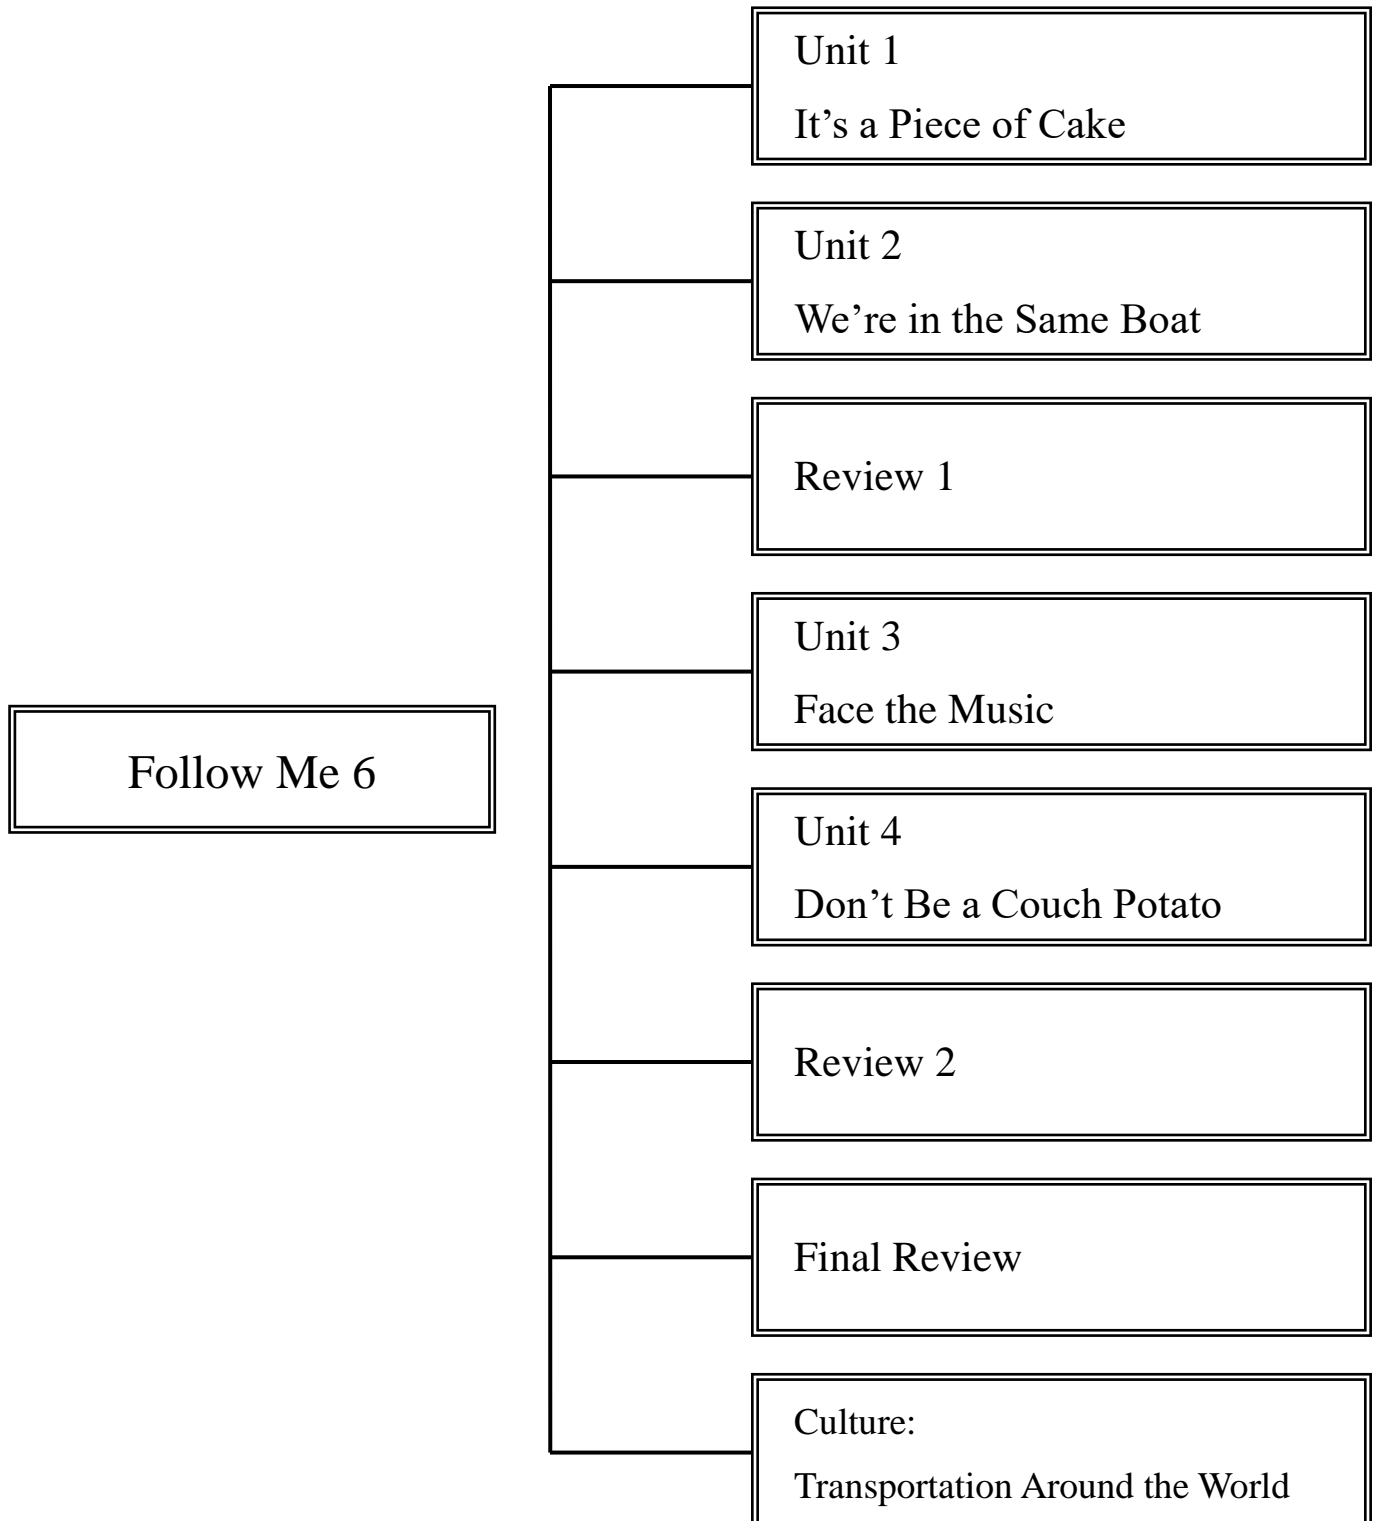 Follow Me 6
Unit 1
It’s a Piece of Cake
Unit 2
We’re in the Same Boat
Review 1
Unit 3
Face the Music
Unit 4
Don’t Be a Couch Potato
Review 2
Final Review
Culture:
Transportation Around the World